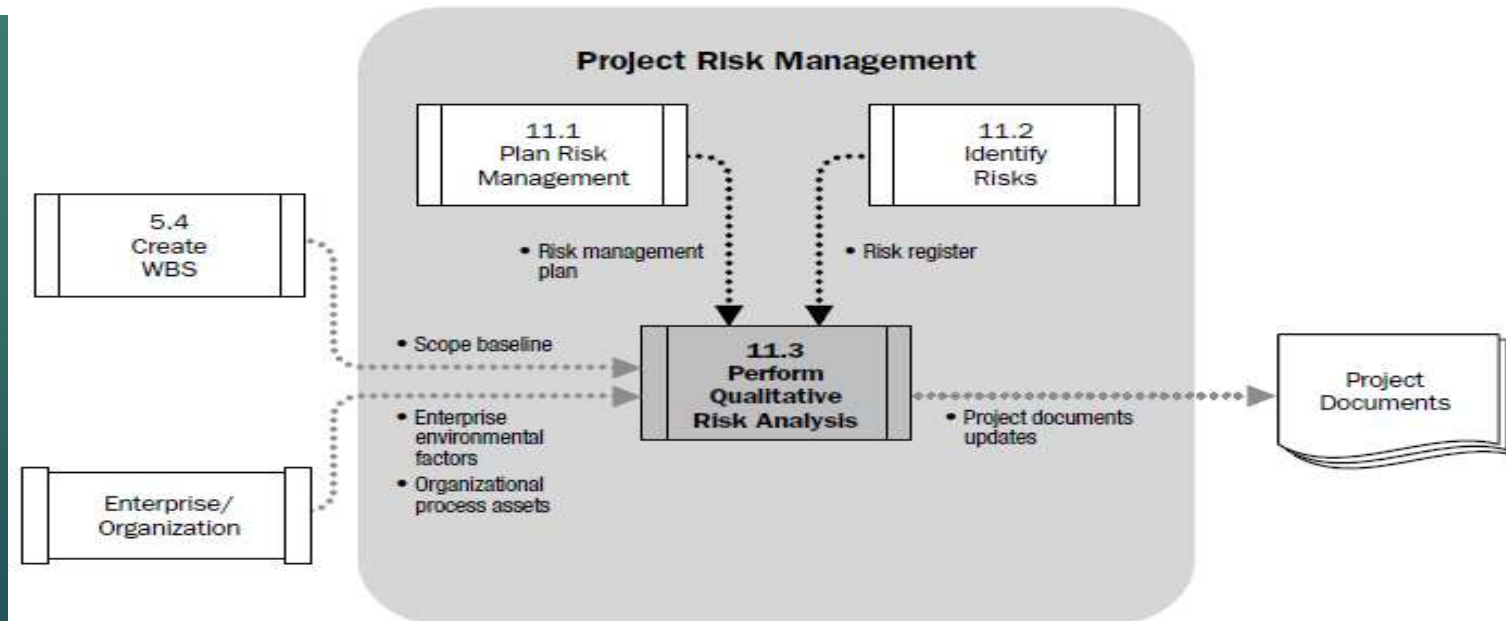 Project Risk Management
11.1
Plan Risk
Management
11.2
Identify
Risks
5.4
Create
WBS
• Risk management
plan
• Risk register
• Scope baseline
11.3
Perform
Qualitative
Risk Analysis
Project
Documents
• Enterprise
environmental
factors
• Organizational
process assets
• Project documents
updates
Enterprise/
Organization